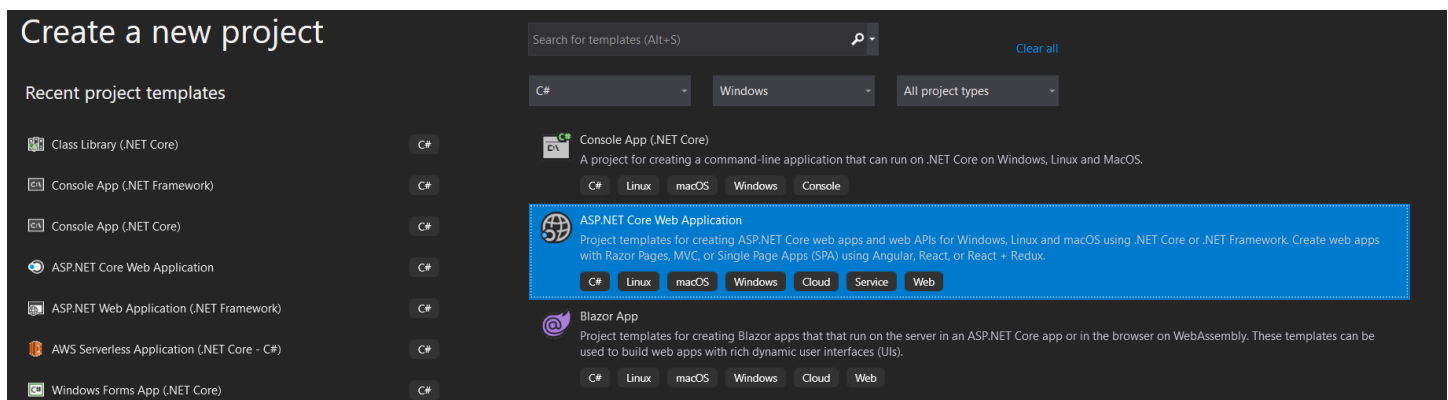 Create a new project
Search for templates (Alt+S)
Clear all
Recent project templates
C#
Windows
All project types
Class Library (.NET Core)
C#
Console App (.NET Framework)
C#
Console App (.NET Core)
C#
ASP.NET Core Web Application
C#
ASP.NET Web Application (.NET Framework)
C#
AWS Serverless Application (.NET Core - C#)
C#
Windows Forms App (.NET Core)
C#
C#
C:\
Console App (.NET Core)
A project for creating a command-line application that can run on .NET Core on Windows, Linux and MacOS.
C# Linux macOS Windows Console
ASP.NET Core Web Application
Project templates for creating ASP.NET Core web apps and web APIs for Windows, Linux and macOS using .NET Core or .NET Framework. Create web apps
with Razor Pages, MVC, or Single Page Apps (SPA) using Angular, React, or React + Redux.
C# Linux macOS Windows Cloud Service Web
Blazor App
Project templates for creating Blazor apps that that run on the server in an ASP.NET Core app or in the browser on WebAssembly. These templates can be
used to build web apps with rich dynamic user interfaces (UIs).
C# Linux macOS Windows Cloud Web